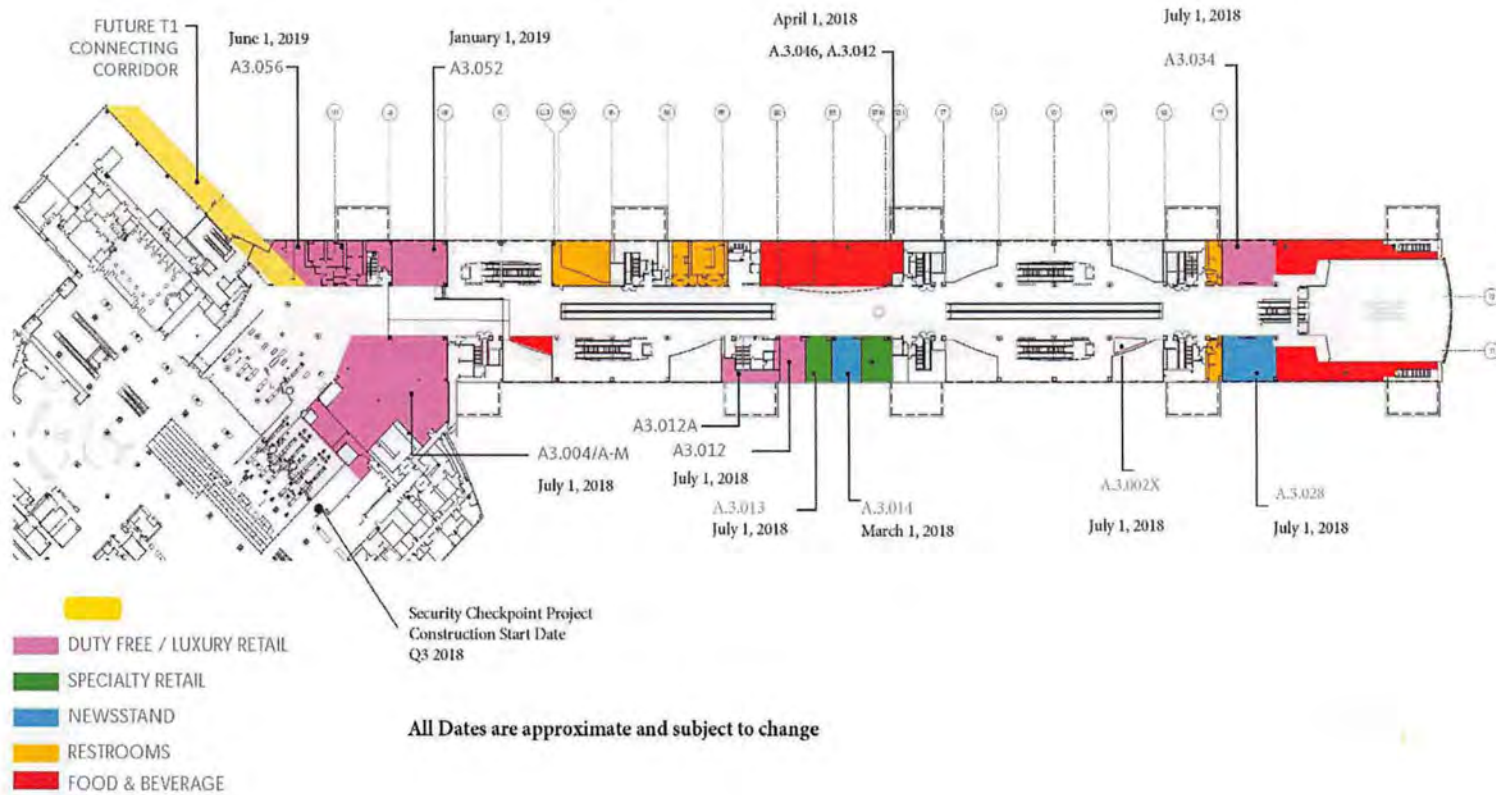 FUTURE T1
CONNECTING
CORRIDOR
June 1, 2019
A3.056
January 1, 2019
A3.052
April 1, 2018
A.3.046, A.3.042
July 1, 2018
A3.034
A3.004/A-M
July 1, 2018
A3.012A
A3.012
July 1, 2018
A.3.013
July 1, 2018
A.3.014
March 1, 2018
A.3.002X
July 1, 2018
A.3.028
July 1, 2018
Security Checkpoint Project
Construction Start Date
Q3 2018
DUTY FREE / LUXURY RETAIL
SPECIALTY RETAIL
NEWSSTAND
RESTROOMS
FOOD & BEVERAGE
All Dates are approximate and subject to change